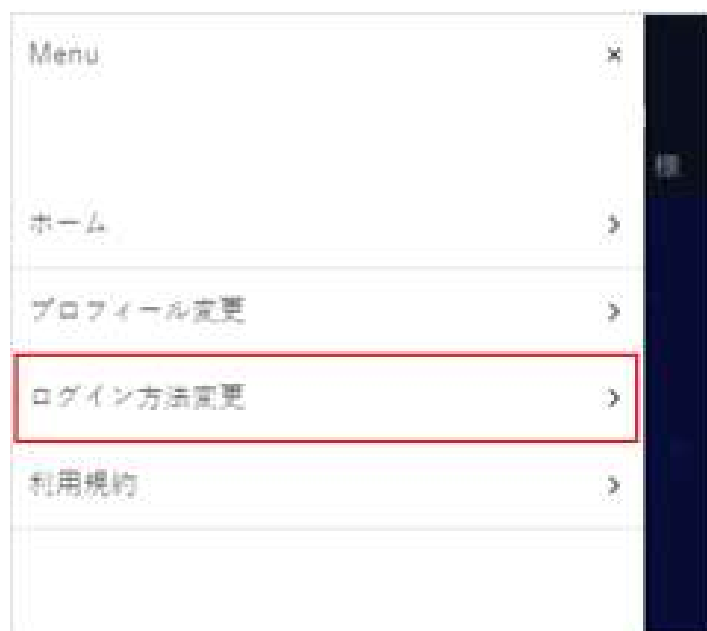 Menu ×
様
ホーム
プロフィール変更
ログイン方法変更
利用規約